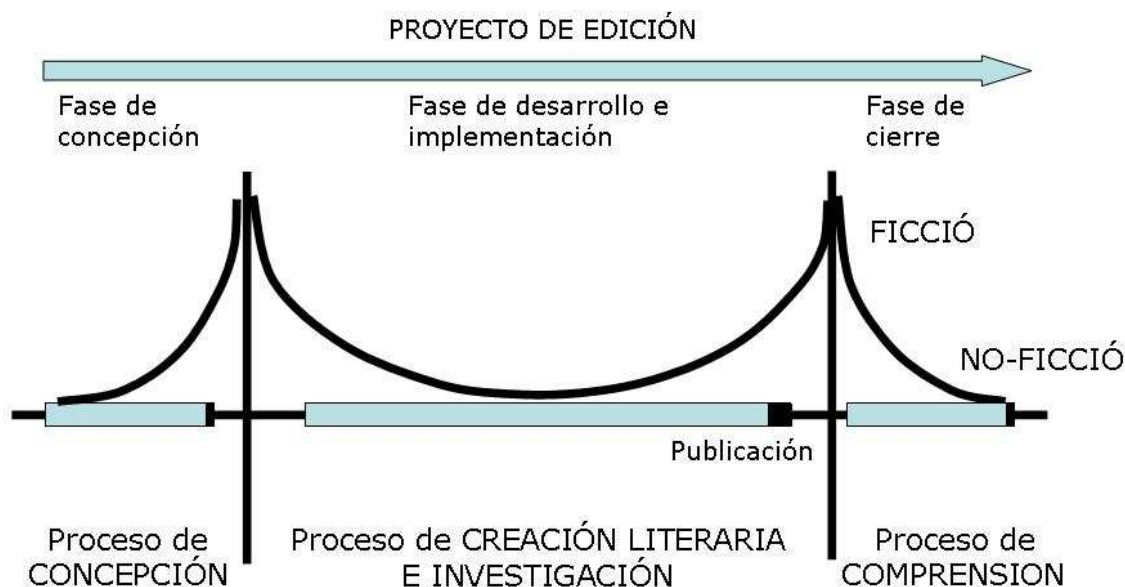 PROYECTO DE EDICIÓN
Fase de
concepción
Fase de desarrollo e
implementación
Fase de
cierre
FICCIÓ
NO-FICCIÓ
Publicación
Proceso de
CONCEPCIÓN
Proceso de CREACIÓN LITERARIA
E INVESTIGACIÓN
Proceso de
COMPRENSION